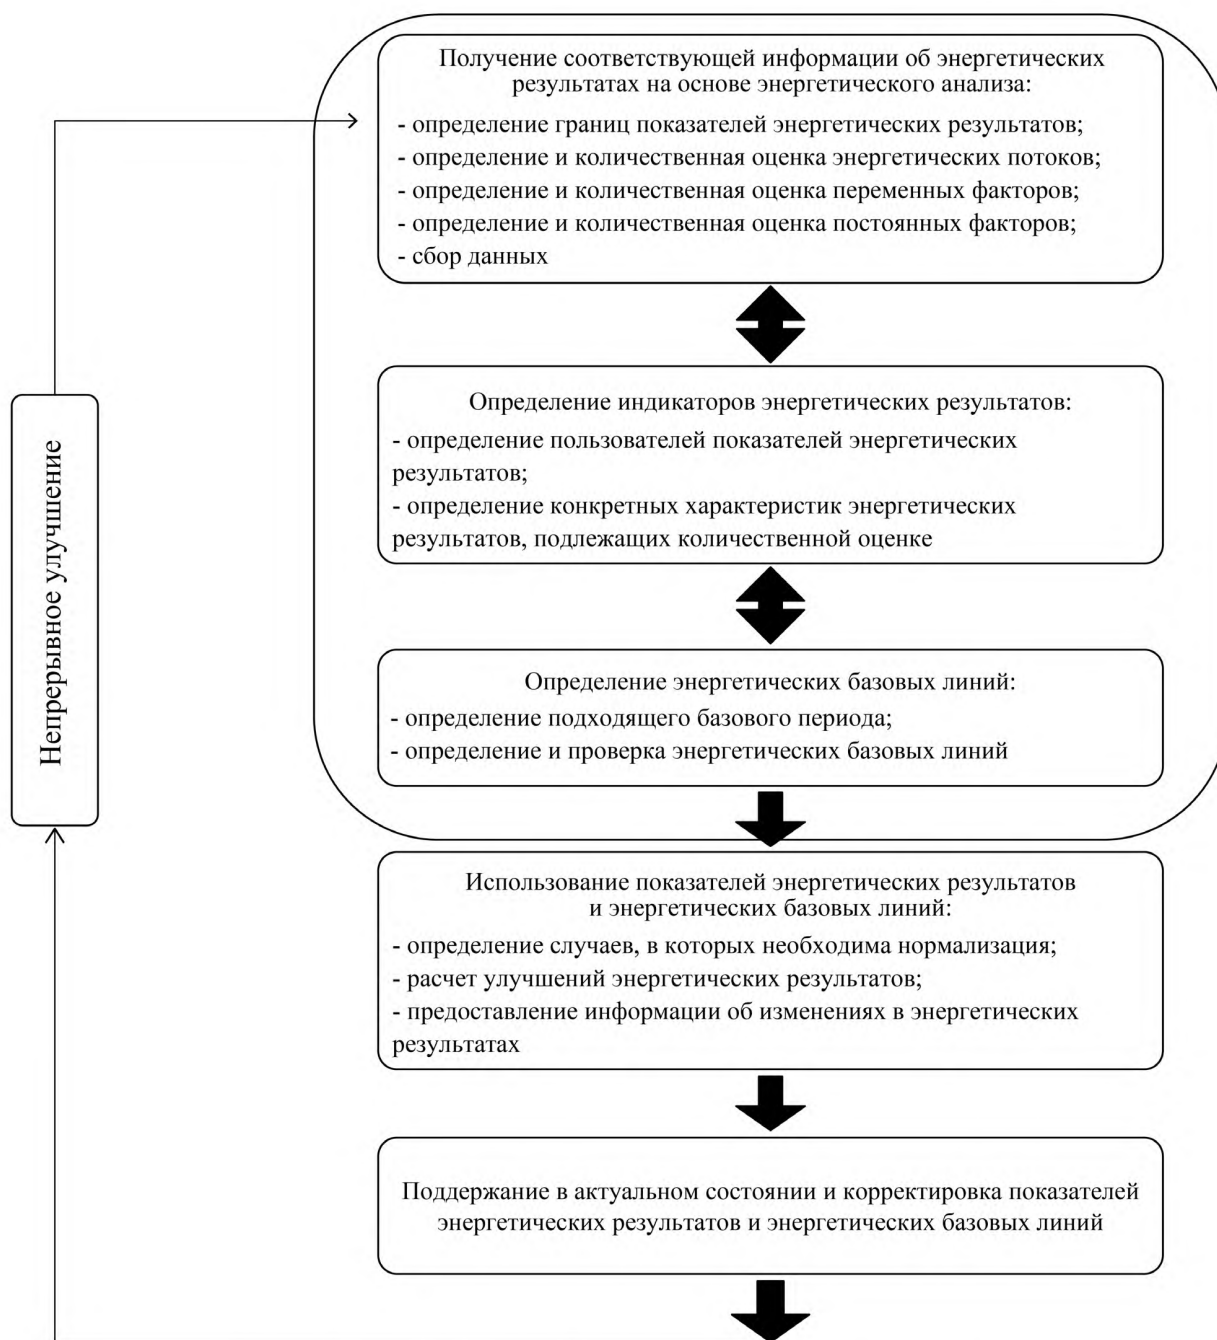 Получение соответствующей информации об энергетических
результатах на основе энергетического анализа:
- определение границ показателей энергетических результатов;
- определение и количественная оценка энергетических потоков;
- определение и количественная оценка переменных факторов;
- определение и количественная оценка постоянных факторов;
- сбор данных
Определение индикаторов энергетических результатов:
- определение пользователей показателей энергетических
результатов;
- определение конкретных характеристик энергетических
результатов, подлежащих количественной оценке
Непрерывное улучшение
Определение энергетических базовых линий:
- определение подходящего базового периода;
- определение и проверка энергетических базовых линий
Использование показателей энергетических результатов
и энергетических базовых линий:
- определение случаев, в которых необходима нормализация;
- расчет улучшений энергетических результатов;
- предоставление информации об изменениях в энергетических
результатах
Поддержание в актуальном состоянии и корректировка показателей
энергетических результатов и энергетических базовых линий